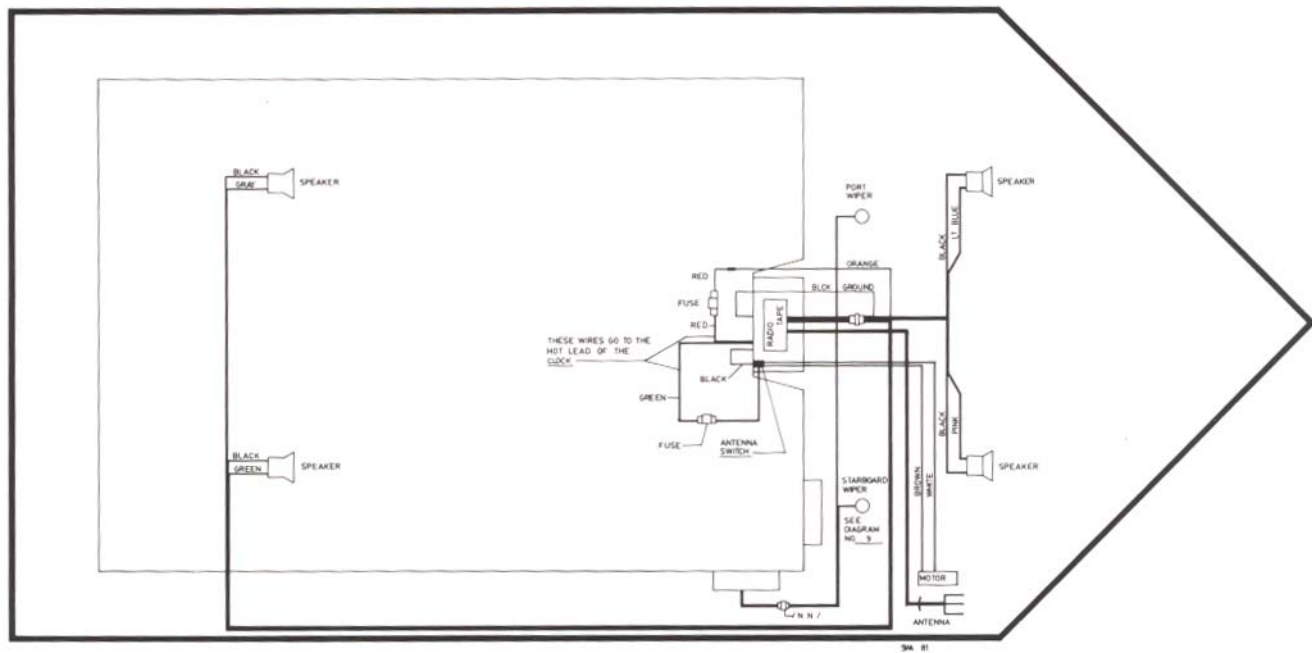 BLACK
GRAY
SPEAKER
PORT
WIPER
SPEAKER
BLACK
LT BLUE
ORANGE
RED
BLCK GROUND
FUSE
RADIO
TAPE
RED
THESE WIRES GO TO THE
HOT LEAD OF THE
CLOCK
BLACK
GREEN
FUSE
ANTENNA
SWITCH
BLACK
PINK
BLACK
GREEN
SPEAKER
SPEAKER
BROWN
WHITE
STARBOARD
WIPER
SEE
DIAGRAM
NO 9
MOTOR
ANTENNA